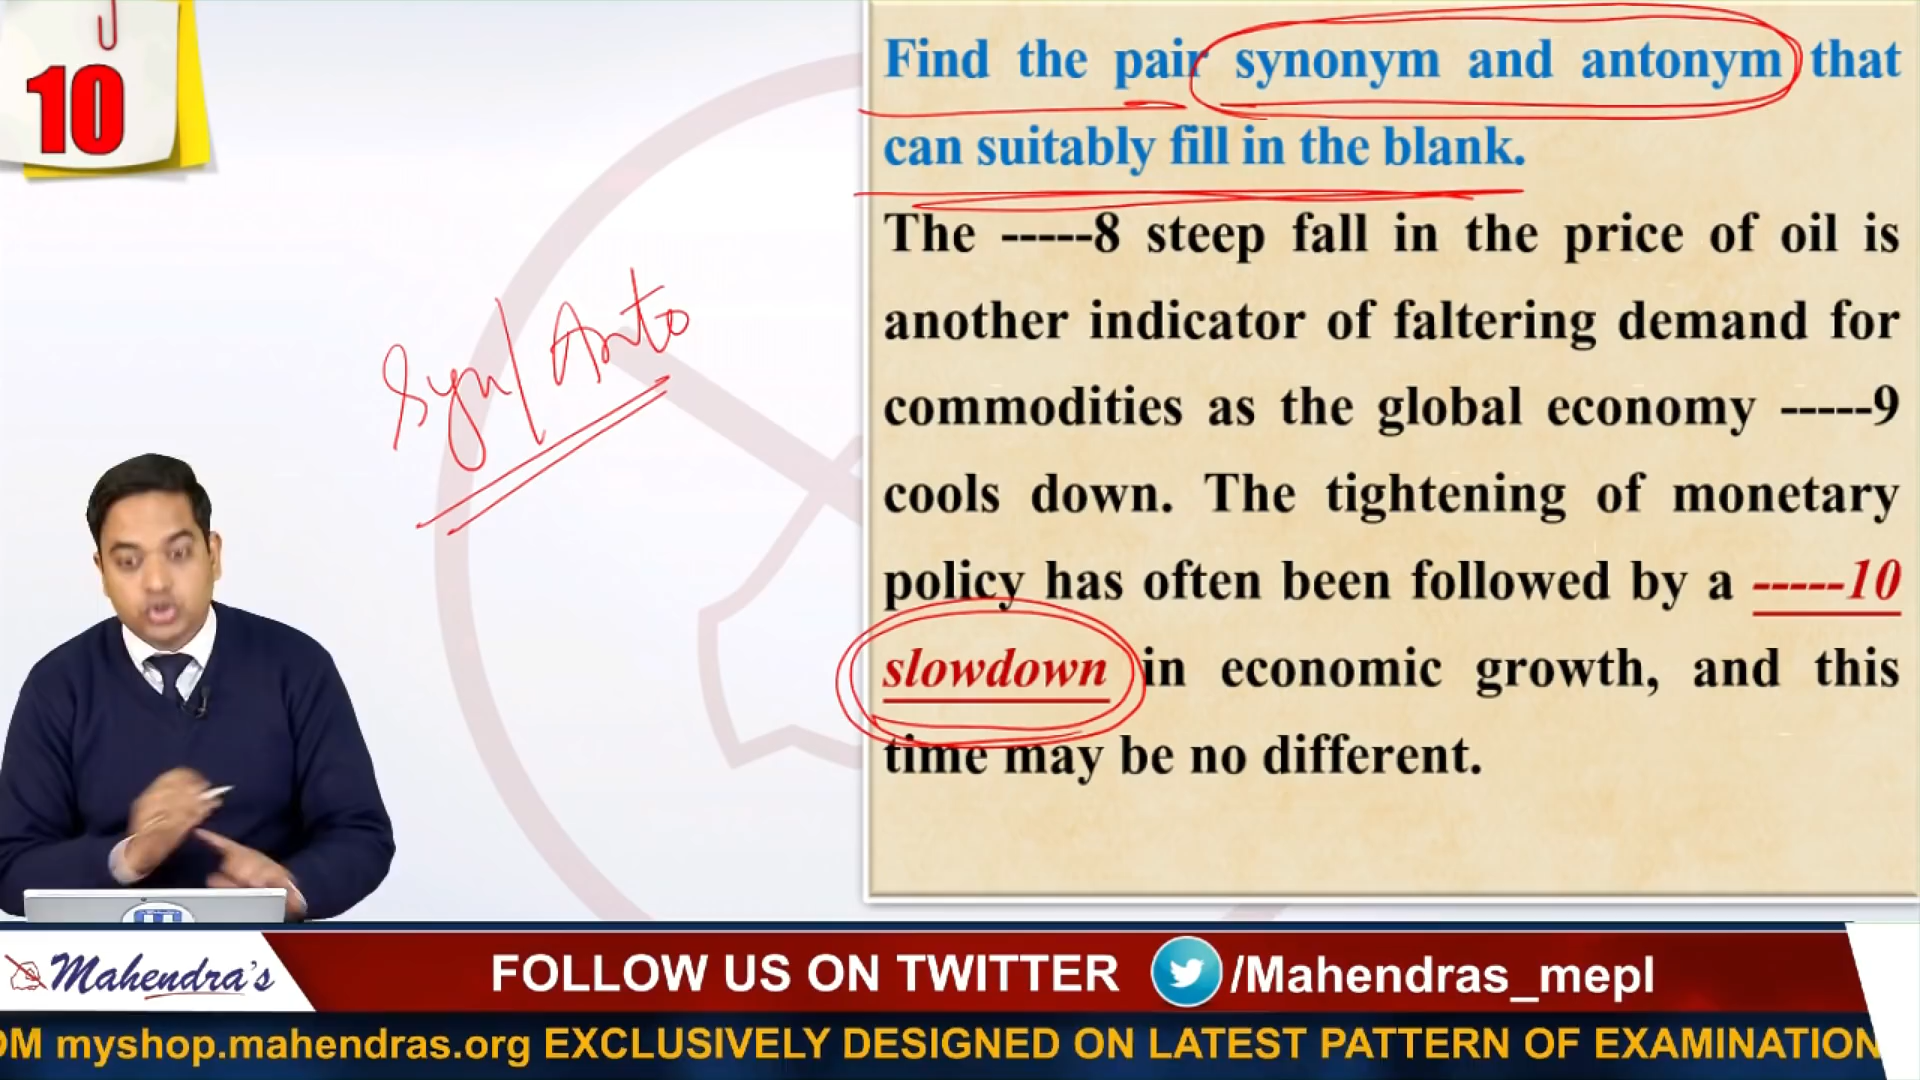 10
Find the pair synonym and antonym that
can suitably fill in the blank.
The -----8 steep fall in the price of oil is
another indicator of faltering demand for
commodities as the global economy -----9
cools down. The tightening of monetary
policy has often been followed by a -----10
slowdown in economic growth, and this
time may be no different.
Syn/Anto
Mahendra's
FOLLOW US ON TWITTER /Mahendras_mepl
OM myshop.mahendras.org EXCLUSIVELY DESIGNED ON LATEST PATTERN OF EXAMINATION